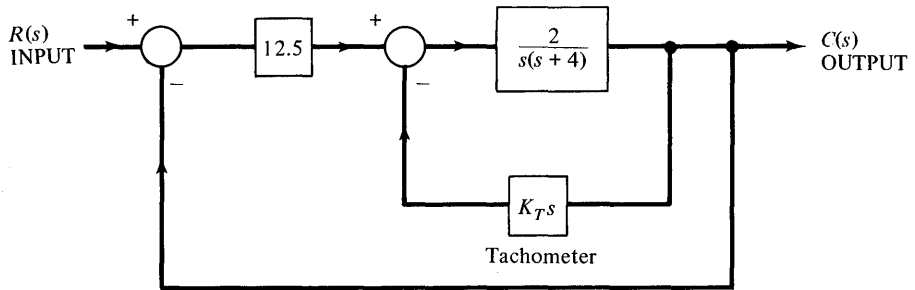 +
R(s)
INPUT
−
12.5
+
−
2
s(s + 4)
C(s)
OUTPUT
K_T s
Tachometer